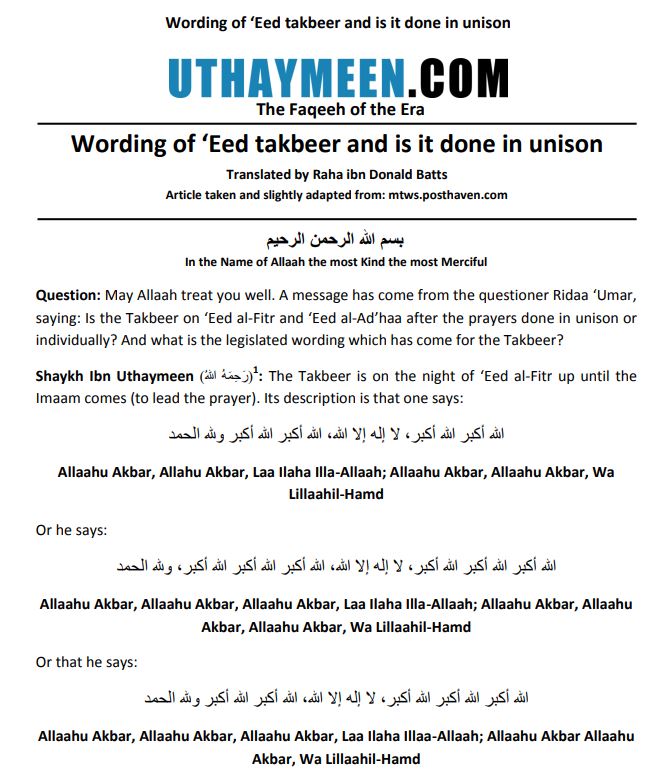 Wording of ‘Eed takbeer and is it done in unison
UTHAYMEEN.COM
The Faqeeh of the Era
Wording of ‘Eed takbeer and is it done in unison
Translated by Raha ibn Donald Batts
Article taken and slightly adapted from: mtws.posthaven.com
بسم الله الرحمن الرحيم
In the Name of Allaah the most Kind the most Merciful
Question: May Allaah treat you well. A message has come from the questioner Ridaa ‘Umar,
saying: Is the Takbeer on ‘Eed al-Fitr and ‘Eed al-Ad’haa after the prayers done in unison or
individually? And what is the legislated wording which has come for the Takbeer?
Shaykh Ibn Uthaymeen (رَحِمَهُ اللهُ)1: The Takbeer is on the night of ‘Eed al-Fitr up until the
Imaam comes (to lead the prayer). Its description is that one says:
الله أكبر الله أكبر، لا إله إلا الله، الله أكبر الله أكبر ولله الحمد
Allaahu Akbar, Allahu Akbar, Laa Ilaha Illa-Allaah; Allaahu Akbar, Allaahu Akbar, Wa
Lillaahil-Hamd
Or he says:
الله أكبر الله أكبر الله أكبر، لا إله إلا الله، الله أكبر الله أكبر الله أكبر، ولله الحمد
Allaahu Akbar, Allaahu Akbar, Allaahu Akbar, Laa Ilaha Illa-Allaah; Allaahu Akbar, Allaahu
Akbar, Allaahu Akbar, Wa Lillaahil-Hamd
Or that he says:
الله أكبر الله أكبر الله أكبر، لا إله إلا الله، الله أكبر الله أكبر ولله الحمد
Allaahu Akbar, Allaahu Akbar, Allaahu Akbar, Laa Ilaha Illaa-Allaah; Allaahu Akbar Allaahu
Akbar, Wa Lillaahil-Hamd